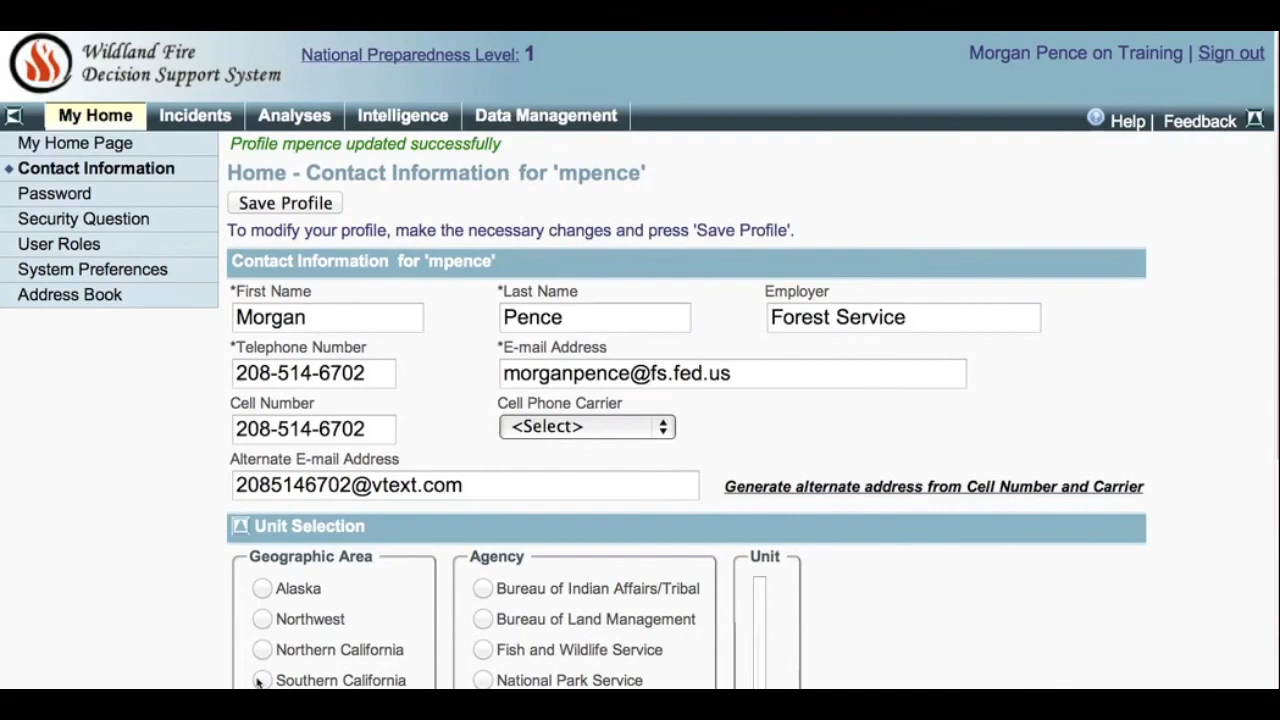 Wildland Fire
Decision Support System
National Preparedness Level: 1
Morgan Pence on Training | Sign out
My Home
Incidents
Analyses
Intelligence
Data Management
? Help | Feedback
My Home Page
Contact Information
Password
Security Question
User Roles
System Preferences
Address Book
Profile mpence updated successfully
Home - Contact Information for 'mpence'
Save Profile
To modify your profile, make the necessary changes and press 'Save Profile'.
Contact Information for 'mpence'
*First Name
*Last Name
Employer
Morgan
Pence
Forest Service
*Telephone Number
*E-mail Address
208-514-6702
morganpence@fs.fed.us
Cell Number
Cell Phone Carrier
208-514-6702
<Select>
Alternate E-mail Address
2085146702@vtext.com
Generate alternate address from Cell Number and Carrier
Unit Selection
Geographic Area
Agency
Unit
Alaska
Bureau of Indian Affairs/Tribal
Northwest
Bureau of Land Management
Northern California
Fish and Wildlife Service
Southern California
National Park Service